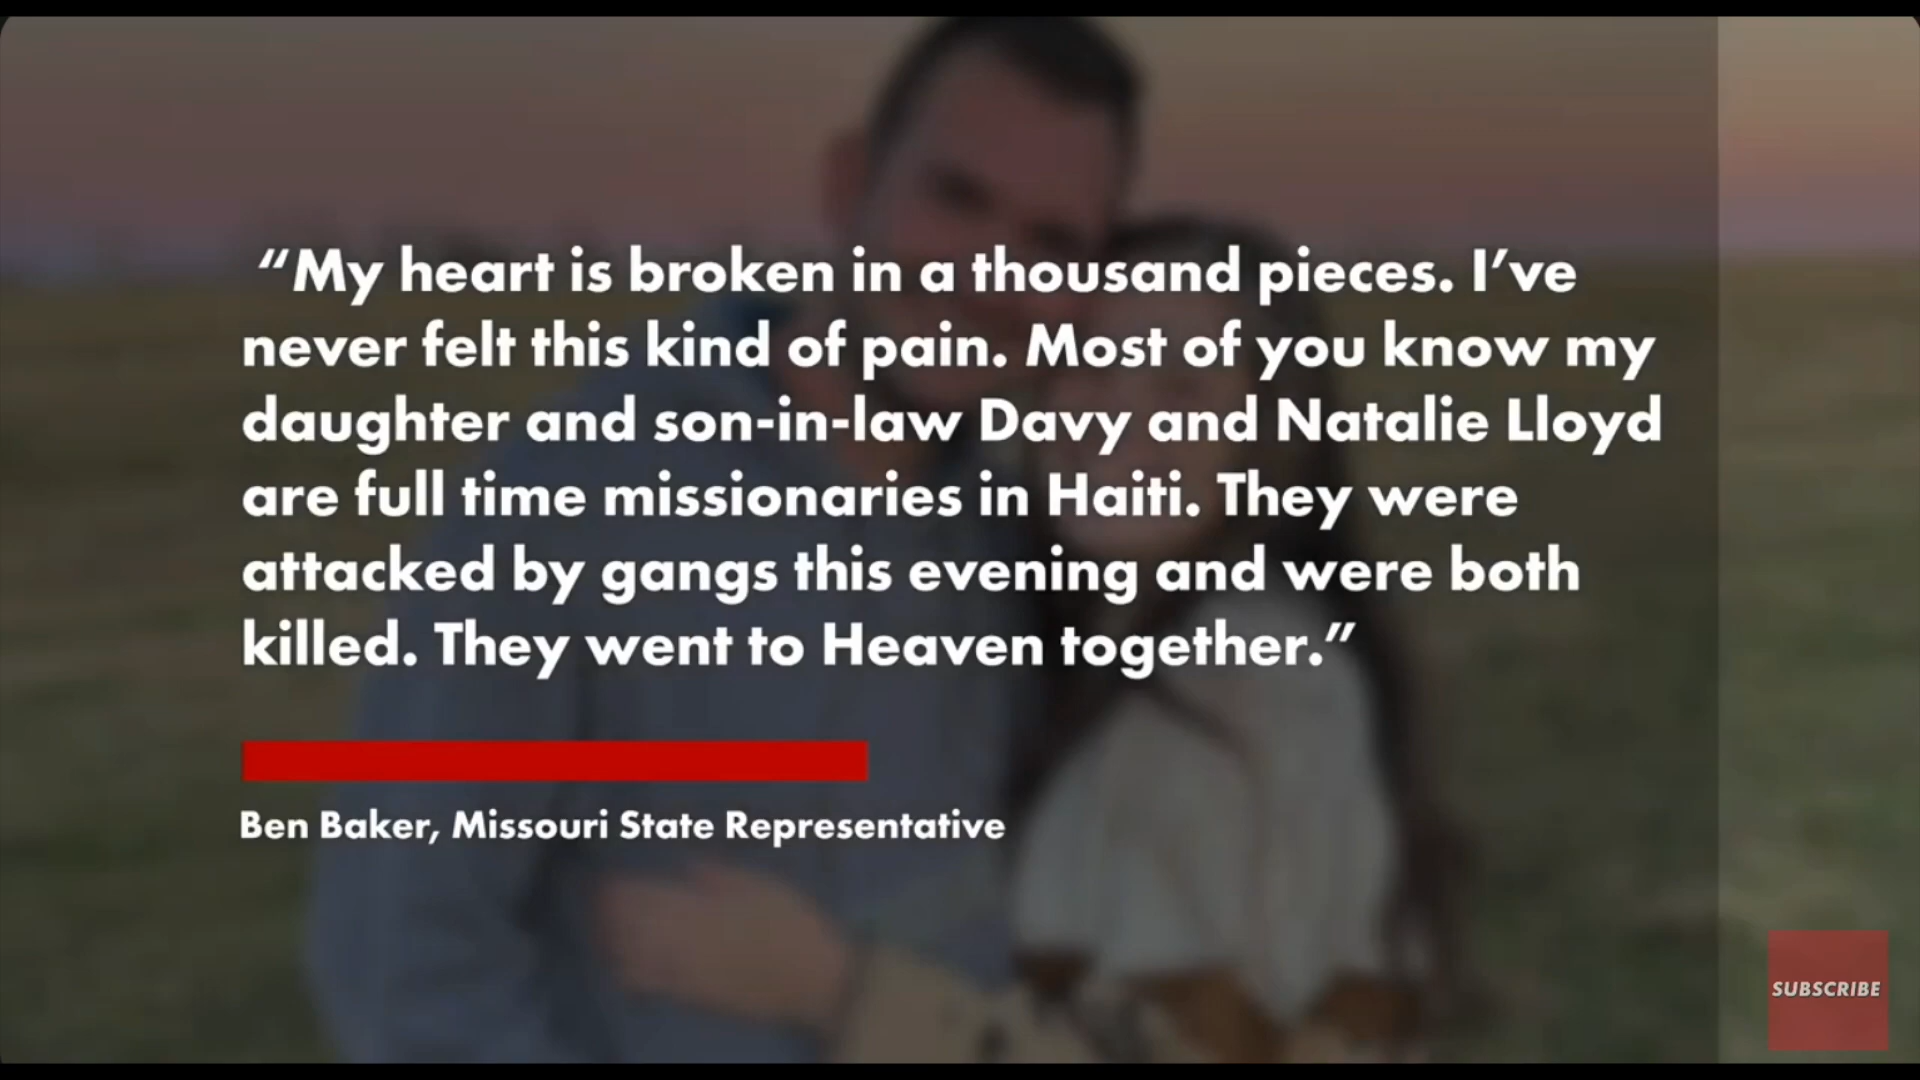 “My heart is broken in a thousand pieces. I’ve
never felt this kind of pain. Most of you know my
daughter and son-in-law Davy and Natalie Lloyd
are full time missionaries in Haiti. They were
attacked by gangs this evening and were both
killed. They went to Heaven together.”
Ben Baker, Missouri State Representative
SUBSCRIBE